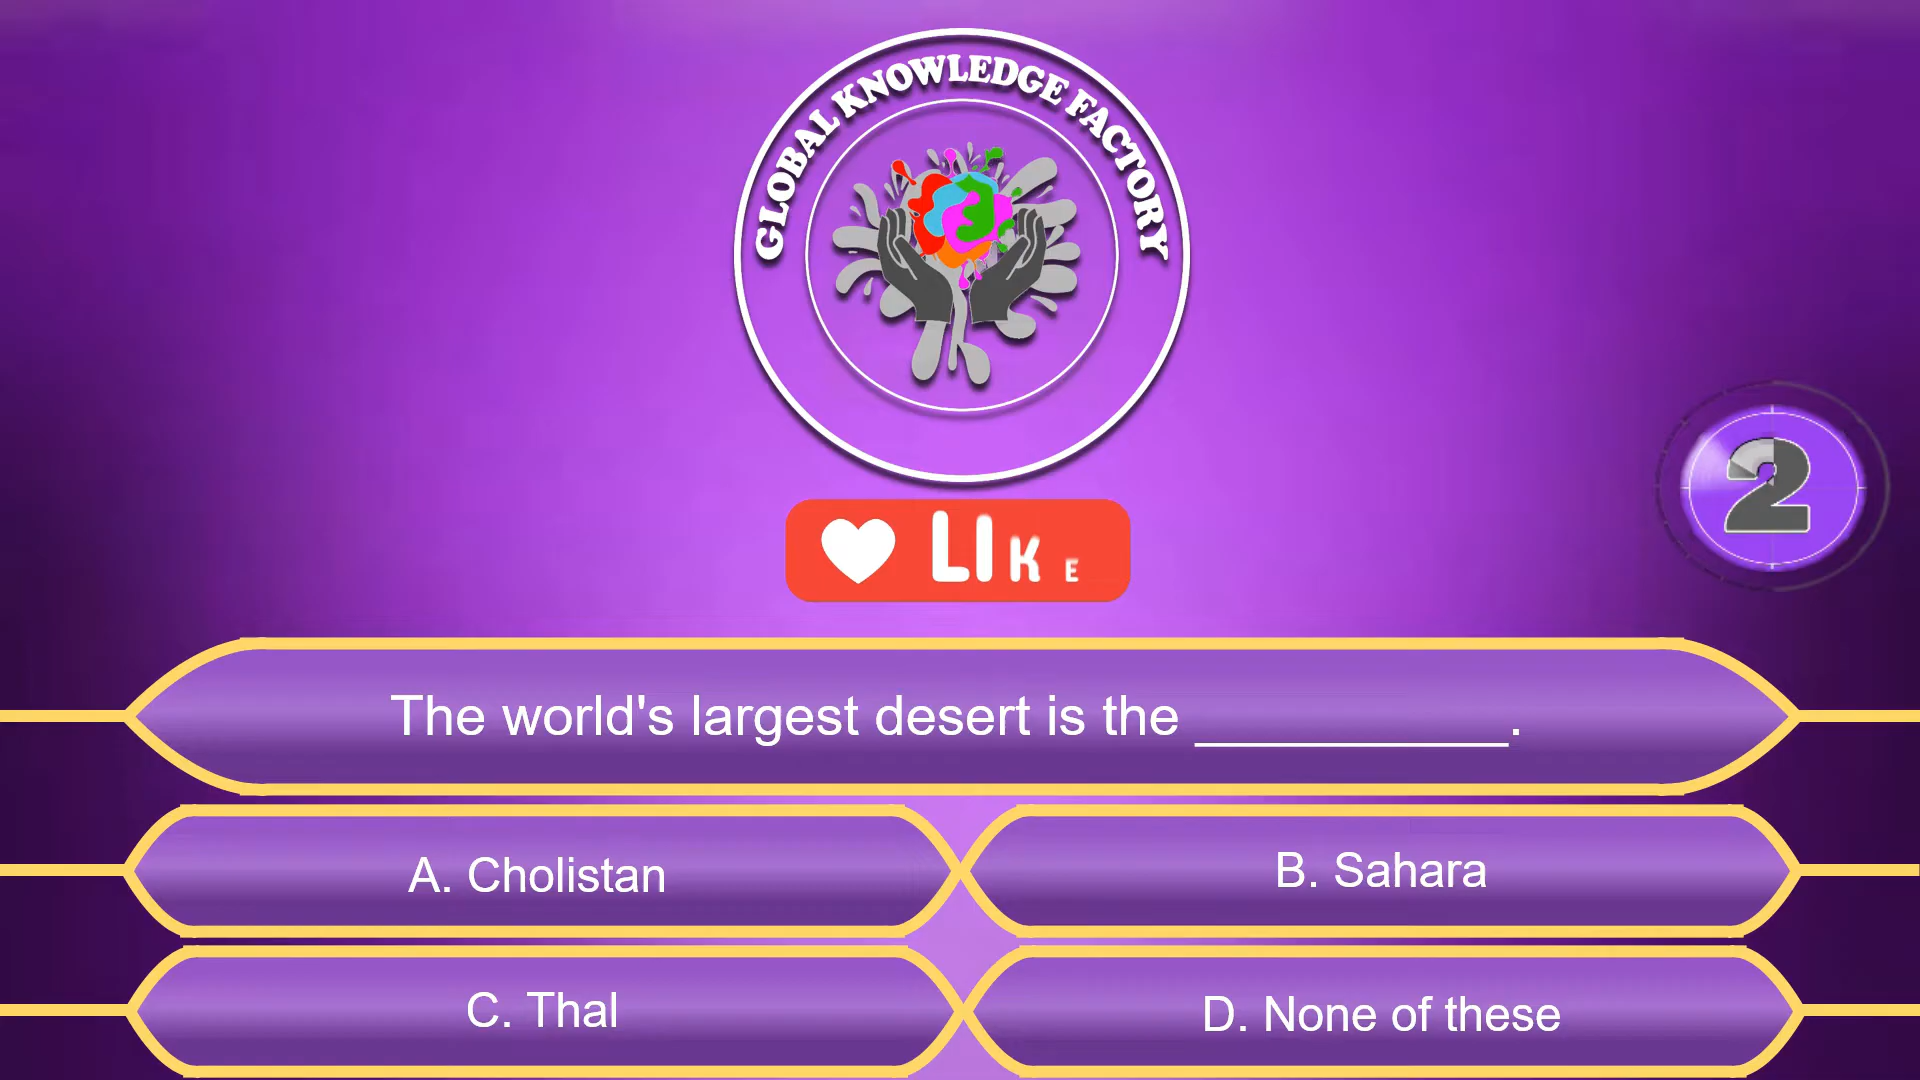 GLOBAL KNOWLEDGE FACTORY
LIKE
2
The world's largest desert is the ___________.
A. Cholistan
B. Sahara
C. Thal
D. None of these